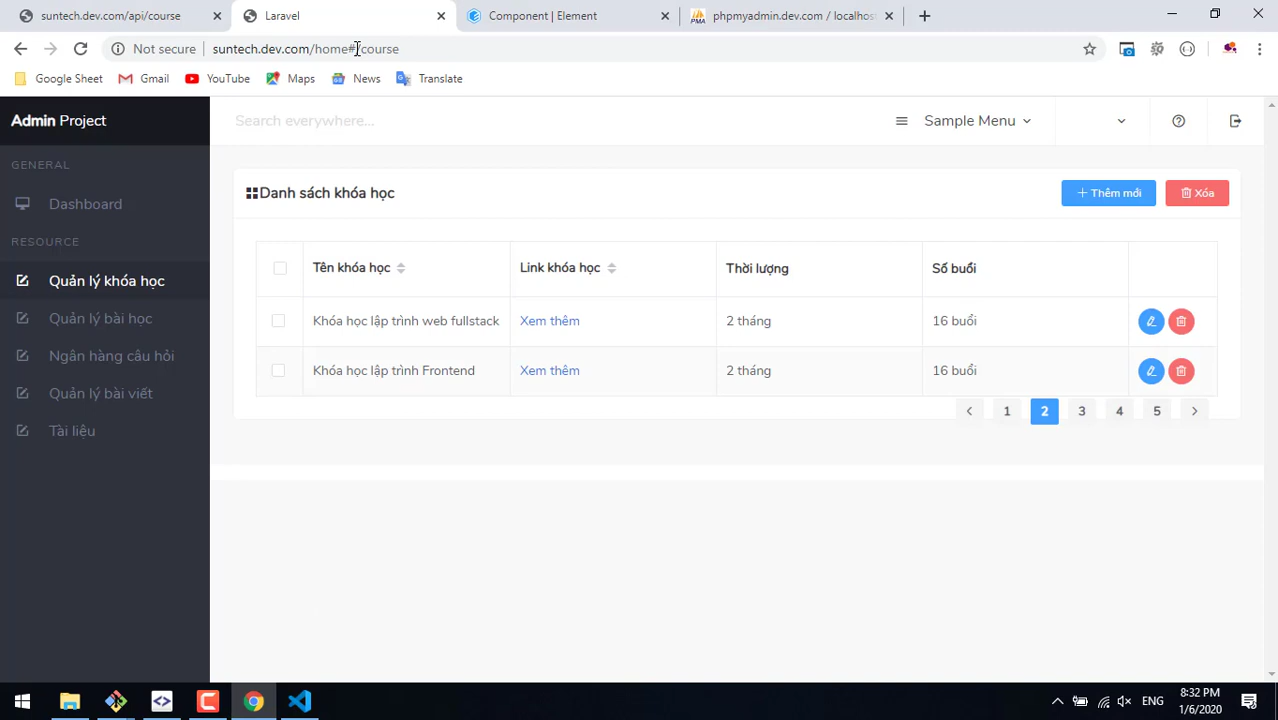 suntech.dev.com/api/course
Laravel
Component | Element
phpmyadmin.dev.com / localhos
Not secure
suntech.dev.com/home#/course
Google Sheet
Gmail
YouTube
Maps
News
Translate
Admin Project
Search everywhere...
Sample Menu
GENERAL
Dashboard
RESOURCE
Quản lý khóa học
Quản lý bài học
Ngân hàng câu hỏi
Quản lý bài viết
Tài liệu
Danh sách khóa học
+ Thêm mới
Xóa
Tên khóa học
Link khóa học
Thời lượng
Số buổi
Khóa học lập trình web fullstack
Xem thêm
2 tháng
16 buổi
Khóa học lập trình Frontend
Xem thêm
2 tháng
16 buổi
< 1 2 3 4 5 >
ENG
8:32 PM
1/6/2020